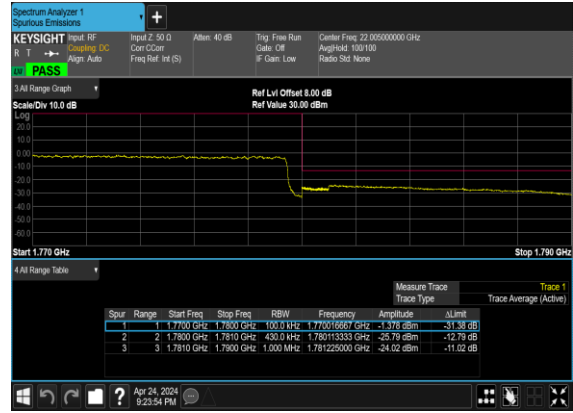 Spectrum Analyzer 1
Spurious Emissions
KEYSIGHT Input: RF Input Z: 50 Ω Atten: 40 dB Trig: Free Run Center Freq: 22.005000000 GHz
R T Coupling: DC Corr CCorr Gate: Off Avg|Hold: 100/100
Align: Auto Freq Ref: Int (S) IF Gain: Low Radio Std: None
LXI PASS
3 All Range Graph
Ref Lvl Offset 8.00 dB
Scale/Div 10.0 dB Ref Value 30.00 dBm
Log
20.0
10.0
0.00
-10.0
-20.0
-30.0
-40.0
-50.0
-60.0
Start 1.770 GHz Stop 1.790 GHz
4 All Range Table
Measure Trace Trace 1
Trace Type Trace Average (Active)
Spur Range Start Freq Stop Freq RBW Frequency Amplitude ΔLimit
1 1 1.7700 GHz 1.7800 GHz 100.0 kHz 1.770016667 GHz -1.378 dBm -31.38 dB
2 2 1.7800 GHz 1.7810 GHz 430.0 kHz 1.780113333 GHz -25.79 dBm -12.79 dB
3 3 1.7810 GHz 1.7900 GHz 1.000 MHz 1.781225000 GHz -24.02 dBm -11.02 dB
? Apr 24, 2024
9:23:54 PM